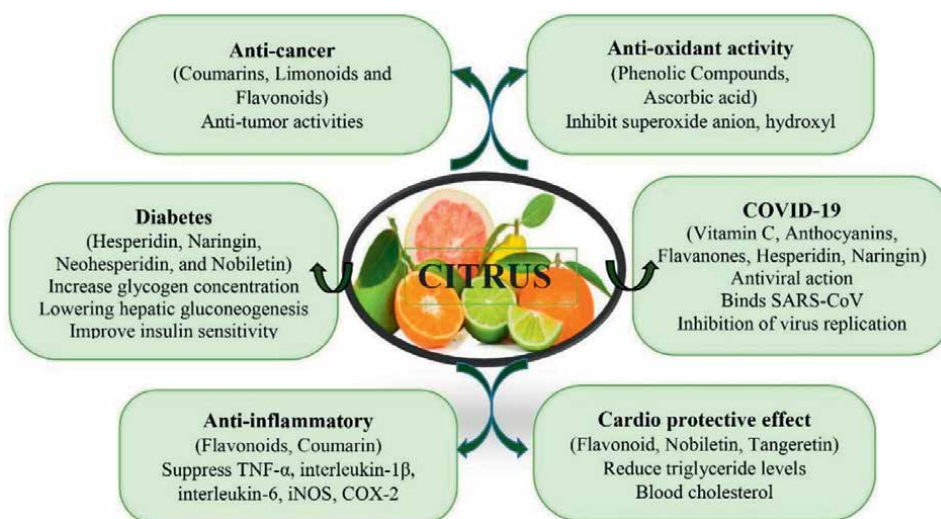 Anti-cancer
(Coumarins, Limonoids and
Flavonoids)
Anti-tumor activities
Anti-oxidant activity
(Phenolic Compounds,
Ascorbic acid)
Inhibit superoxide anion, hydroxyl
Diabetes
(Hesperidin, Naringin,
Neohesperidin, and Nobiletin)
Increase glycogen concentration
Lowering hepatic gluconeogenesis
Improve insulin sensitivity
CITRUS
COVID-19
(Vitamin C, Anthocyanins,
Flavanones, Hesperidin, Naringin)
Antiviral action
Binds SARS-CoV
Inhibition of virus replication
Anti-inflammatory
(Flavonoids, Coumarin)
Suppress TNF-α, interleukin-1β,
interleukin-6, iNOS, COX-2
Cardio protective effect
(Flavonoid, Nobiletin, Tangeretin)
Reduce triglyceride levels
Blood cholesterol